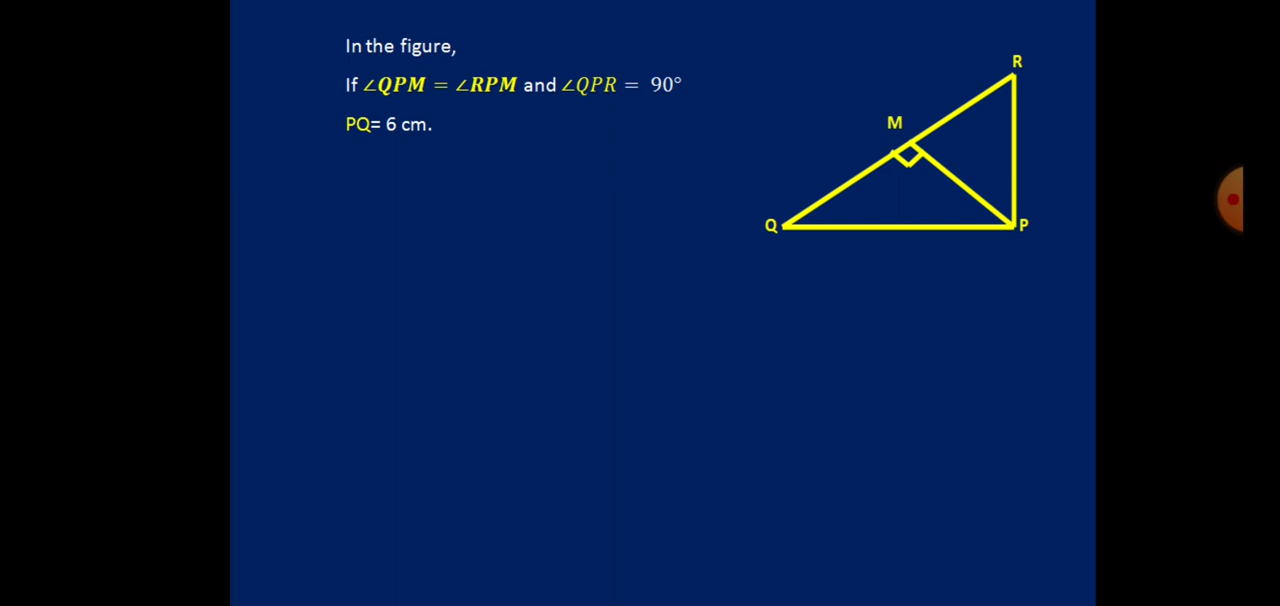 In the figure,
If ∠QPM = ∠RPM and ∠QPR = 90°
PQ= 6 cm.
R
M
Q
P